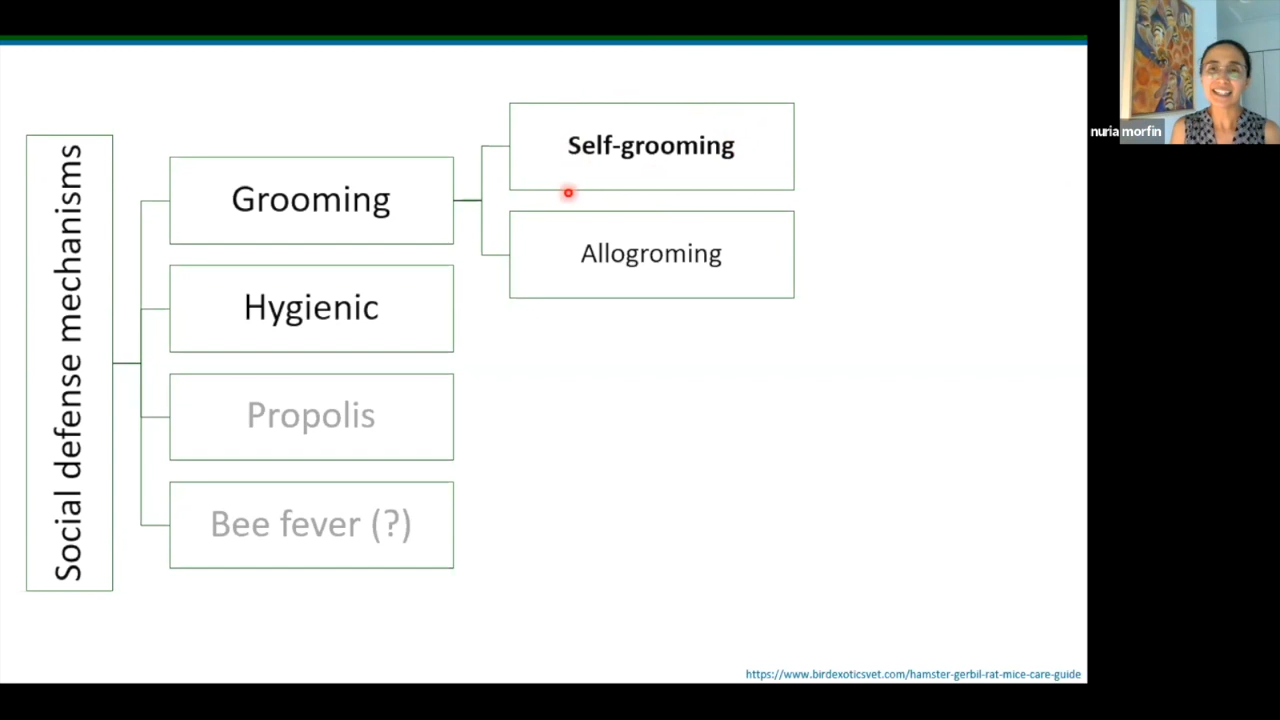 Social defense mechanisms
Grooming
Hygienic
Propolis
Bee fever (?)
Self-grooming
Allogroming
https://www.birdexoticsvet.com/hamster-gerbil-rat-mice-care-guide
nuria morfin